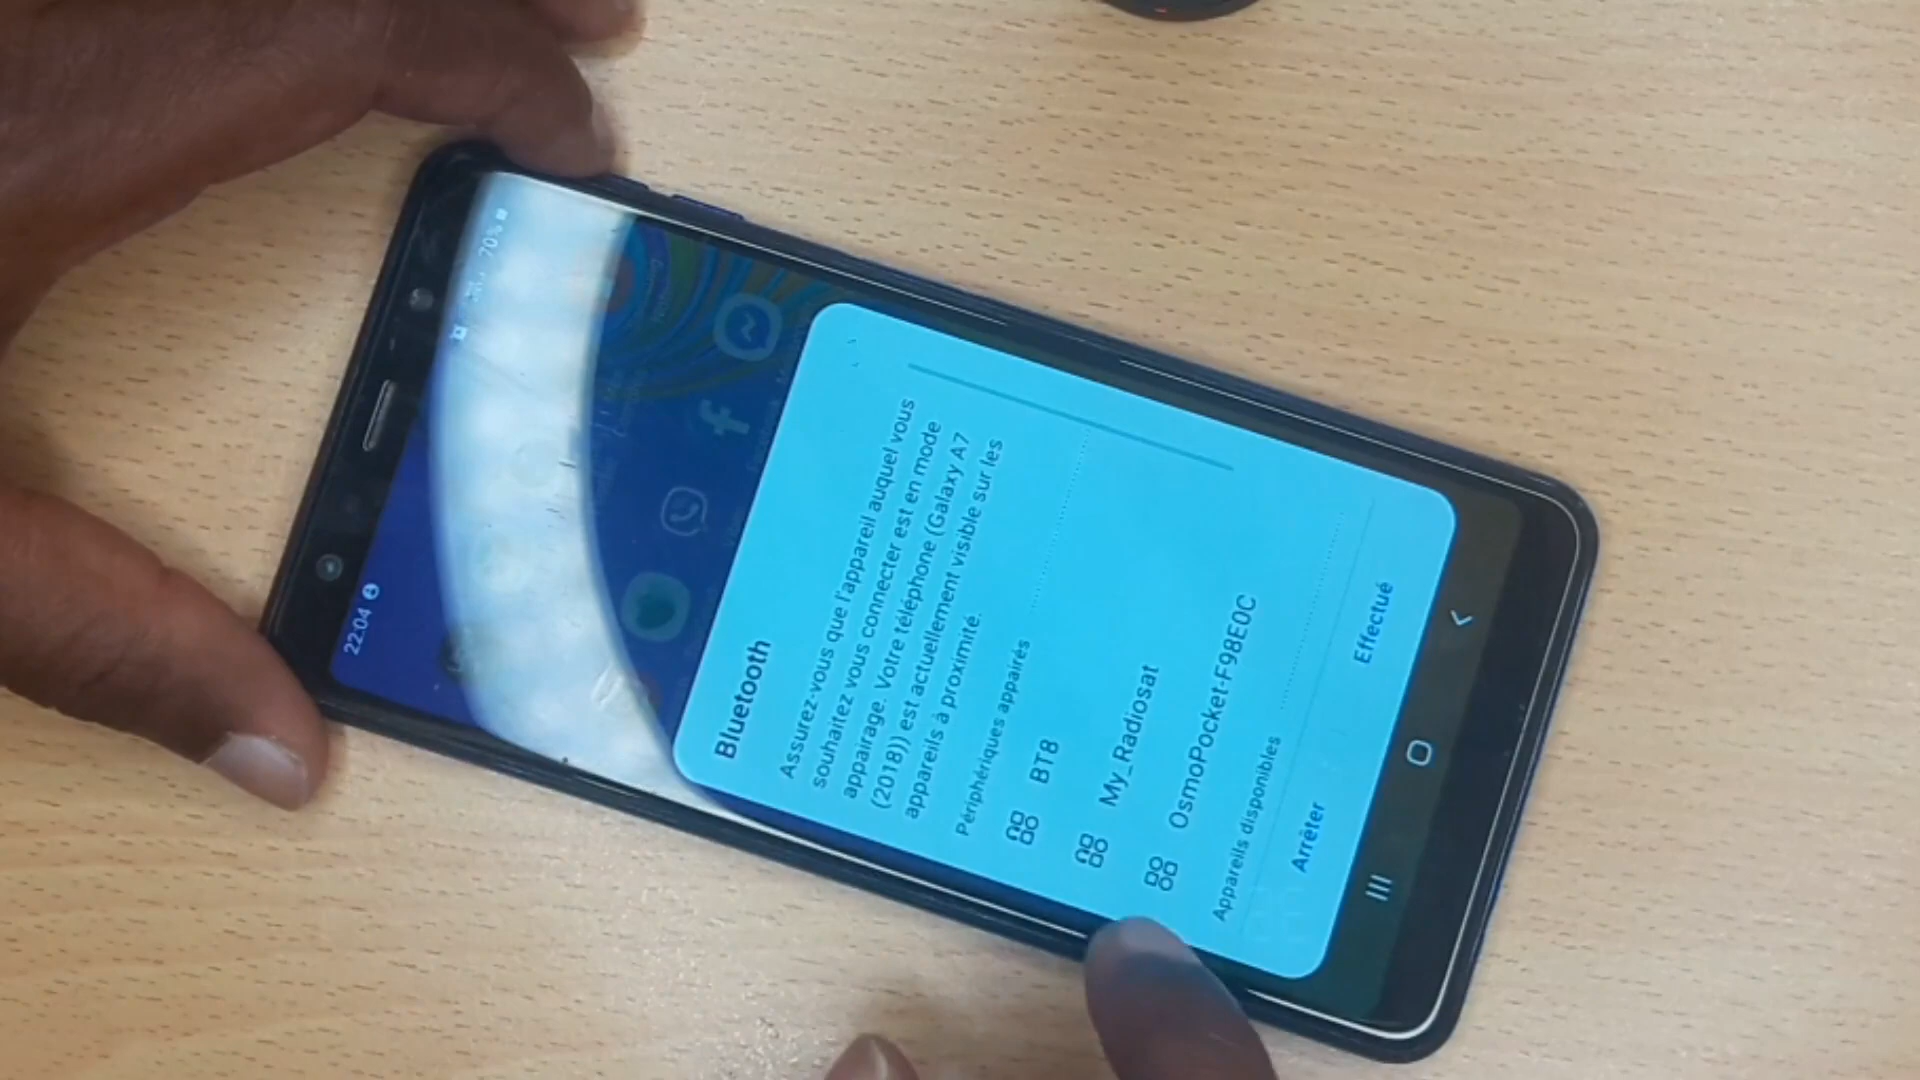 22:04
70%
Bluetooth
Assurez-vous que l'appareil auquel vous
souhaitez vous connecter est en mode
appairage. Votre téléphone (Galaxy A7
(2018)) est actuellement visible sur les
appareils à proximité.
Périphériques appairés
BT8
My_Radiosat
OsmoPocket-F98E0C
Appareils disponibles
Arrêter
Effectué